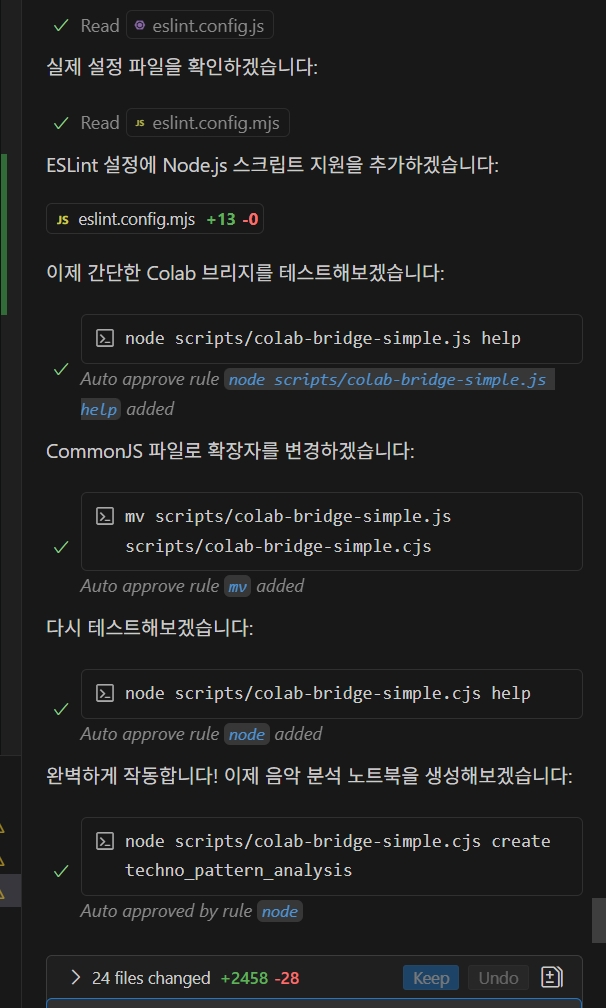 Read eslint.config.js
실제 설정 파일을 확인하겠습니다:
Read JS eslint.config.mjs
ESLint 설정에 Node.js 스크립트 지원을 추가하겠습니다:
JS eslint.config.mjs +13 -0
이제 간단한 Colab 브리지를 테스트해보겠습니다:
node scripts/colab-bridge-simple.js help
Auto approve rule node scripts/colab-bridge-simple.js
help added
CommonJS 파일로 확장자를 변경하겠습니다:
mv scripts/colab-bridge-simple.js
scripts/colab-bridge-simple.cjs
Auto approve rule mv added
다시 테스트해보겠습니다:
node scripts/colab-bridge-simple.cjs help
Auto approve rule node added
완벽하게 작동합니다! 이제 음악 분석 노트북을 생성해보겠습니다:
node scripts/colab-bridge-simple.cjs create
techno_pattern_analysis
Auto approved by rule node
24 files changed +2458 -28 Keep Undo